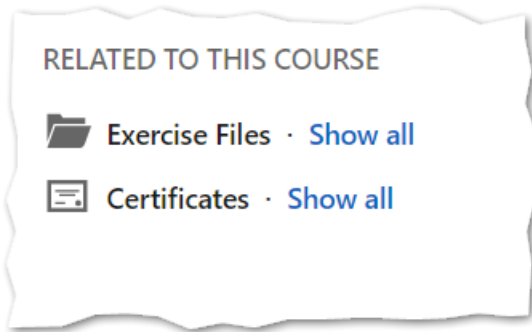 RELATED TO THIS COURSE
Exercise Files · Show all
Certificates · Show all